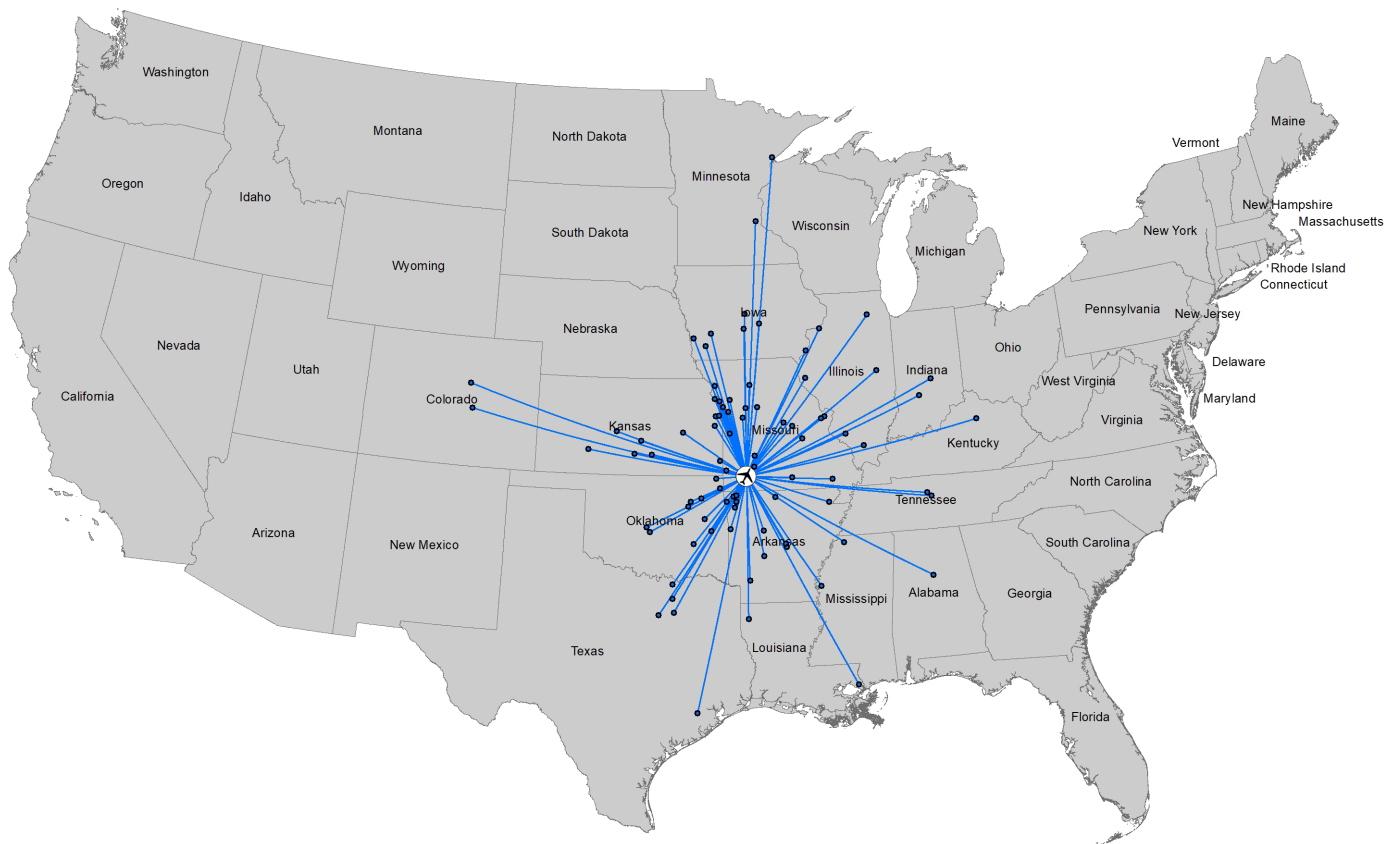 Washington
Montana
North Dakota
Minnesota
Maine
Vermont
Oregon
Idaho
South Dakota
Wisconsin
Michigan
New York
New Hampshire
Massachusetts
Wyoming
Rhode Island
Connecticut
Nebraska
Iowa
Pennsylvania
New Jersey
Nevada
Utah
Ohio
Delaware
California
Colorado
Illinois
Indiana
West Virginia
Maryland
Kansas
Missouri
Kentucky
Virginia
Arizona
New Mexico
Oklahoma
Arkansas
Tennessee
North Carolina
South Carolina
Texas
Louisiana
Mississippi
Alabama
Georgia
Florida